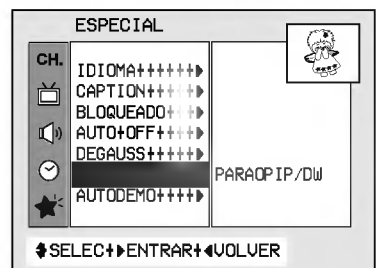 ESPECIAL
CH.
IDIOMA++++++▶
CAPTION++++++▶
BLOQUEADO++++▶
AUTO+OFF++++▶
DEGAUSS+++++▶
PARAOPIP/DW
AUTODEMO++++▶
◆SELEC+▶ENTRAR+◀VOLVER